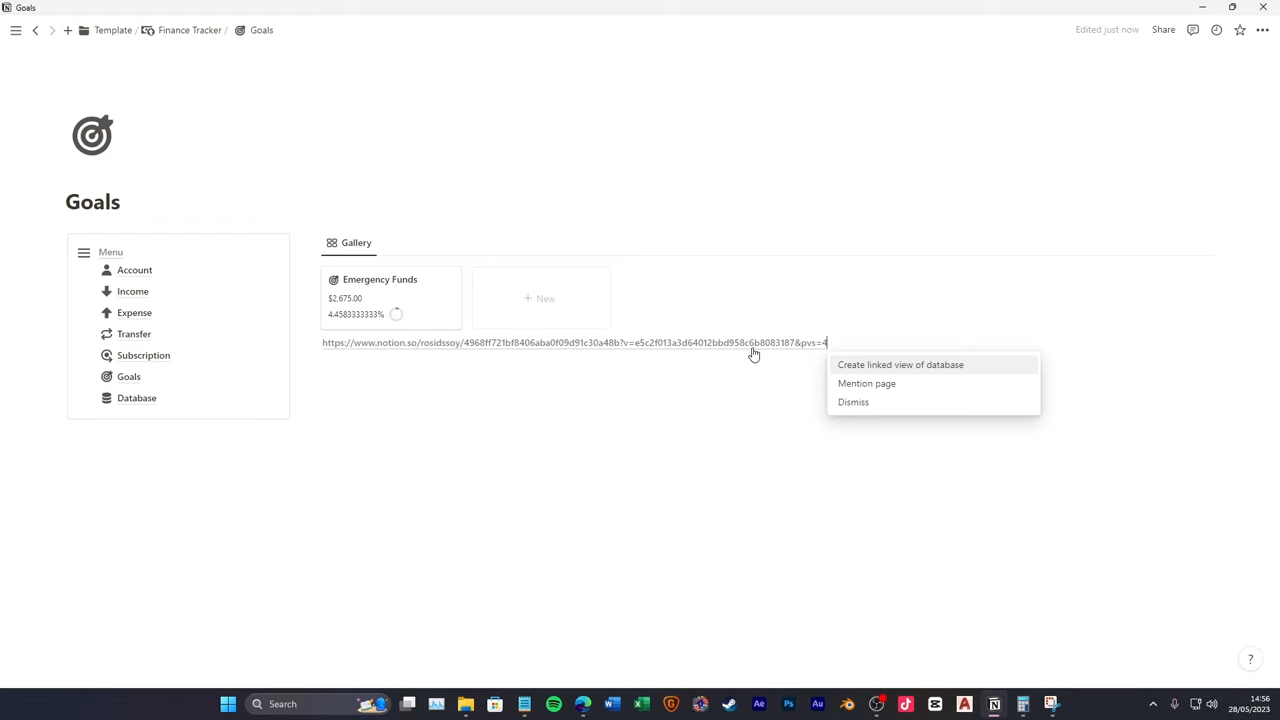 Goals
Template / Finance Tracker / Goals
Edited just now
Share
Goals
Menu
Account
Income
Expense
Transfer
Subscription
Goals
Database
Gallery
Emergency Funds
$2,675.00
4.4583333333%
+ New
https://www.notion.so/rosidssoy/4968ff721bf8406aba0f09d91c30a48b?v=e5c2f013a3d64012bbd958c6b8083187&pvs=4
Create linked view of database
Mention page
Dismiss
?
Search
14:56
28/05/2023